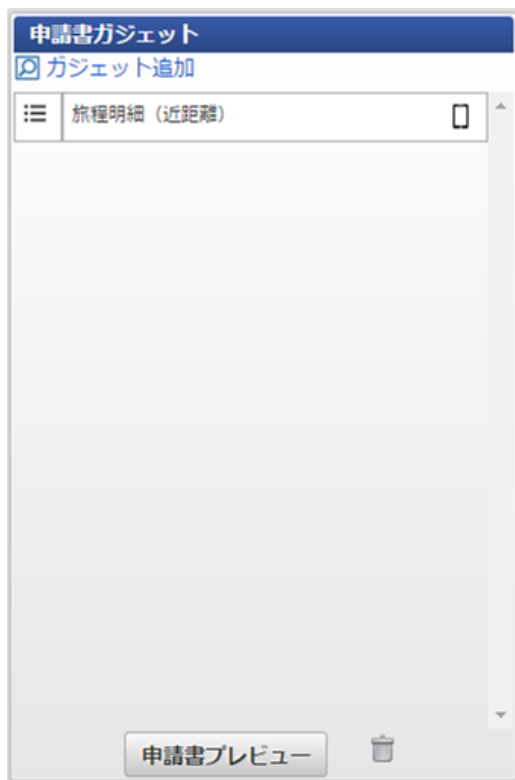 申請書ガジェット
ガジェット追加
旅程明細（近距離）
申請書プレビュー